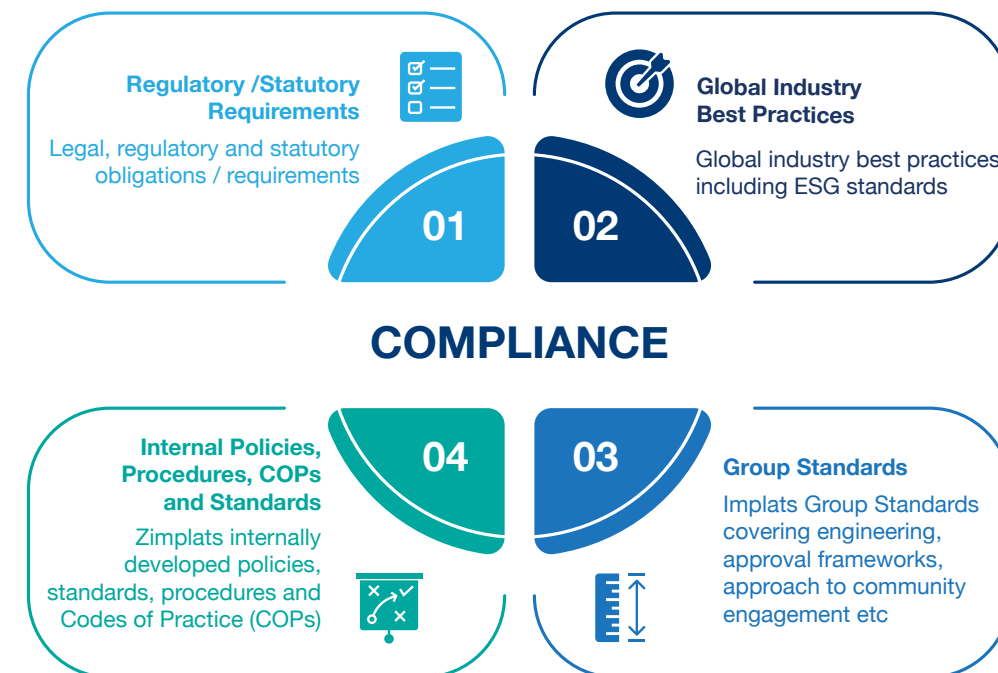 Regulatory /Statutory
Requirements
Legal, regulatory and statutory
obligations / requirements
01
Global Industry
Best Practices
Global industry best practices
including ESG standards
02
COMPLIANCE
Internal Policies,
Procedures, COPs
and Standards
Zimplats internally
developed policies,
standards, procedures and
Codes of Practice (COPs)
04
03
Group Standards
Implats Group Standards
covering engineering,
approval frameworks,
approach to community
engagement etc